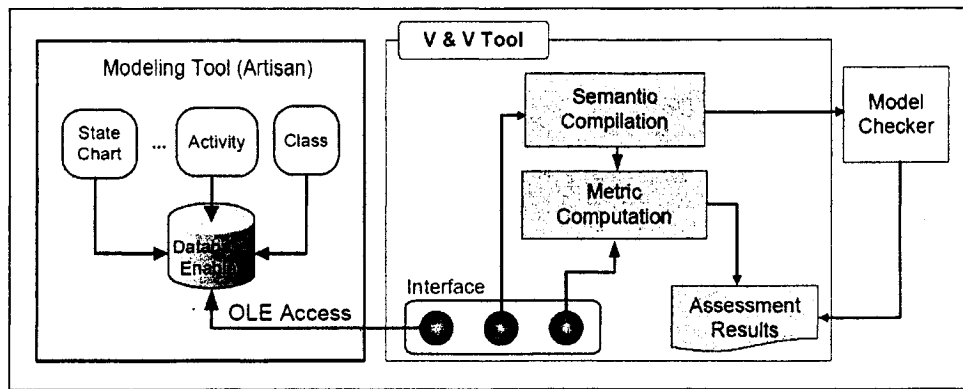 V & V Tool
Modeling Tool (Artisan)
State
Chart
...
Activity
Class
OLE Access
Interface
Semantic
Compilation
Metric
Computation
Model
Checker
Assessment
Results